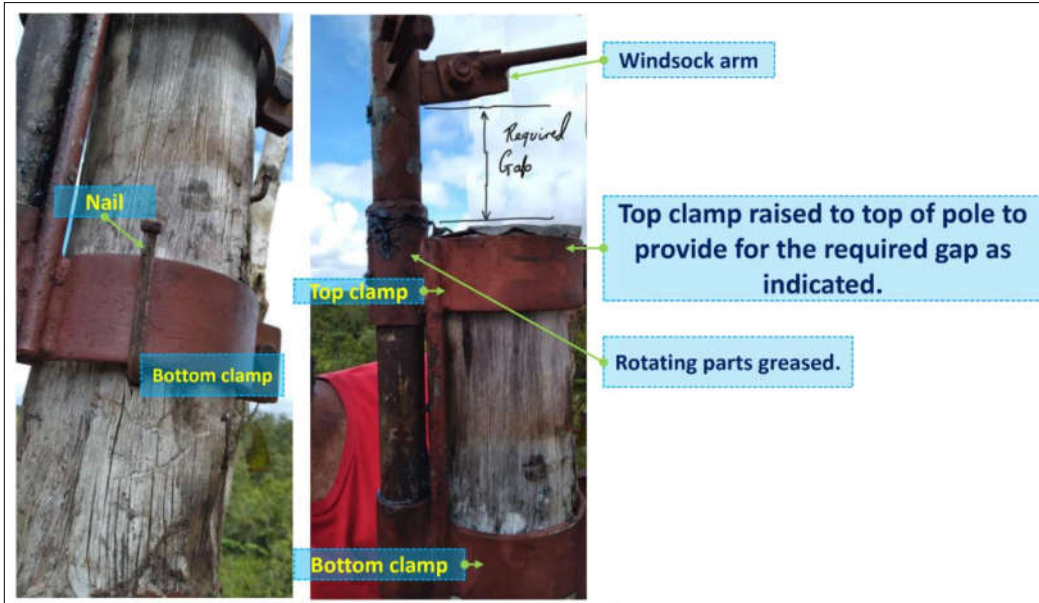 Nail
Bottom clamp
Required
Gap
Top clamp
Bottom clamp
Windsock arm
Top clamp raised to top of pole to
provide for the required gap as
indicated.
Rotating parts greased.